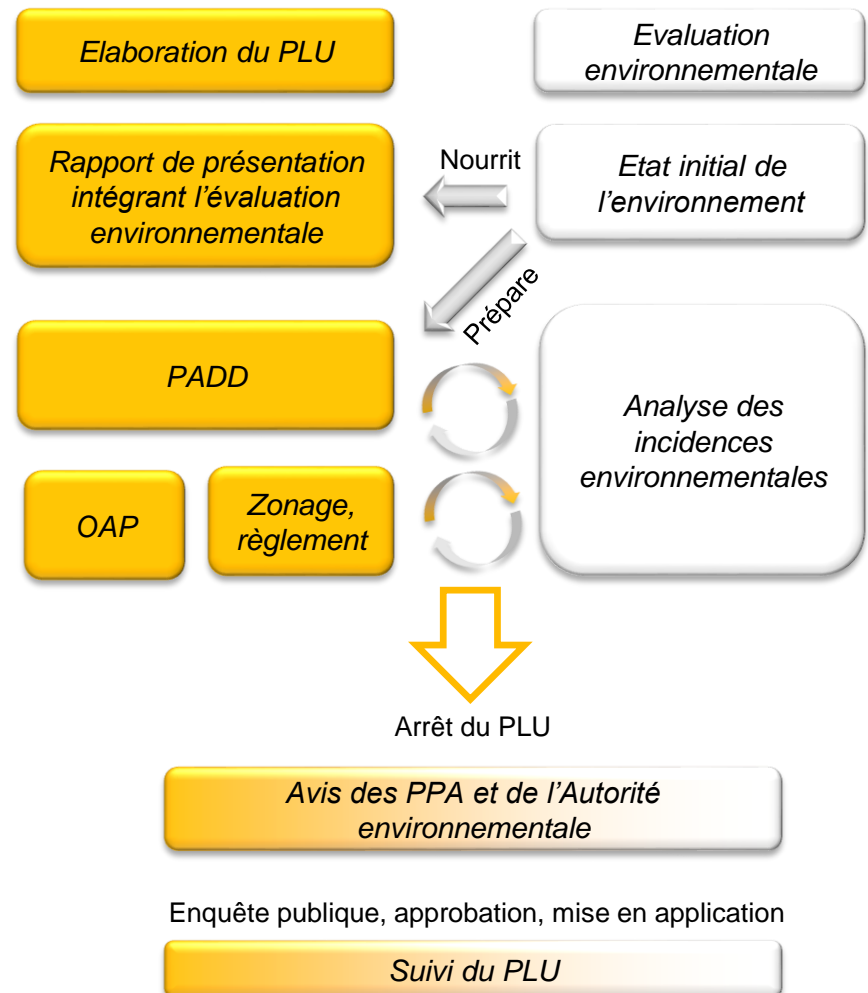 Elaboration du PLU
Evaluation
environnementale
Rapport de présentation
intégrant l’évaluation
environnementale
Nourrit
Etat initial de
l’environnement
Prépare
PADD
Analyse des
incidences
environnementales
OAP
Zonage,
règlement
Arrêt du PLU
Avis des PPA et de l’Autorité
environnementale
Enquête publique, approbation, mise en application
Suivi du PLU